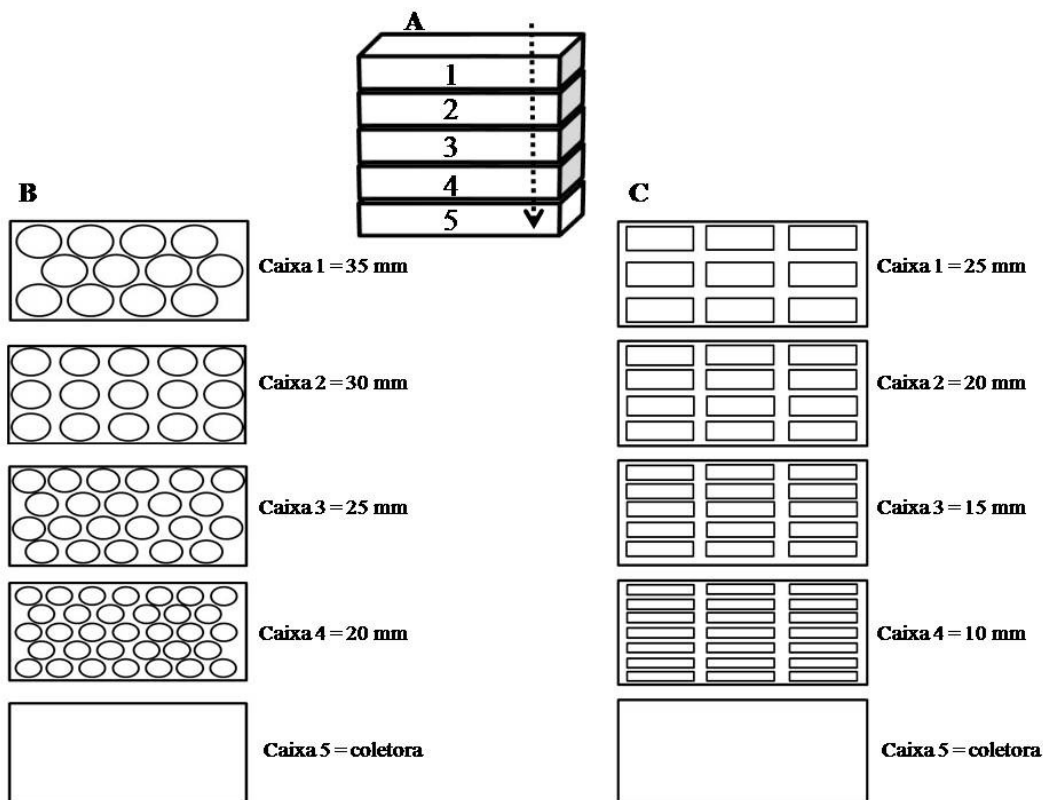 A
1
2
3
4
5
B
Caixa 1 = 35 mm
Caixa 2 = 30 mm
Caixa 3 = 25 mm
Caixa 4 = 20 mm
Caixa 5 = coletora
C
Caixa 1 = 25 mm
Caixa 2 = 20 mm
Caixa 3 = 15 mm
Caixa 4 = 10 mm
Caixa 5 = coletora